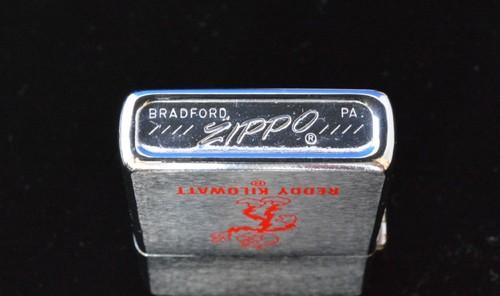 BRADFORD, PA.
//// ZIPPO ® ////
REDDY KILOWATT
®